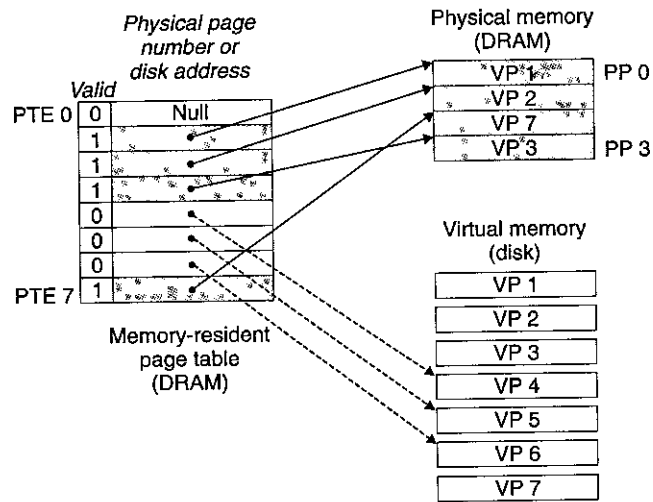 Physical page
number or
disk address
Valid
PTE 0
0
Null
1
1
1
0
0
0
PTE 7
1
Memory-resident
page table
(DRAM)
Physical memory
(DRAM)
VP 1
PP 0
VP 2
VP 7
VP 3
PP 3
Virtual memory
(disk)
VP 1
VP 2
VP 3
VP 4
VP 5
VP 6
VP 7